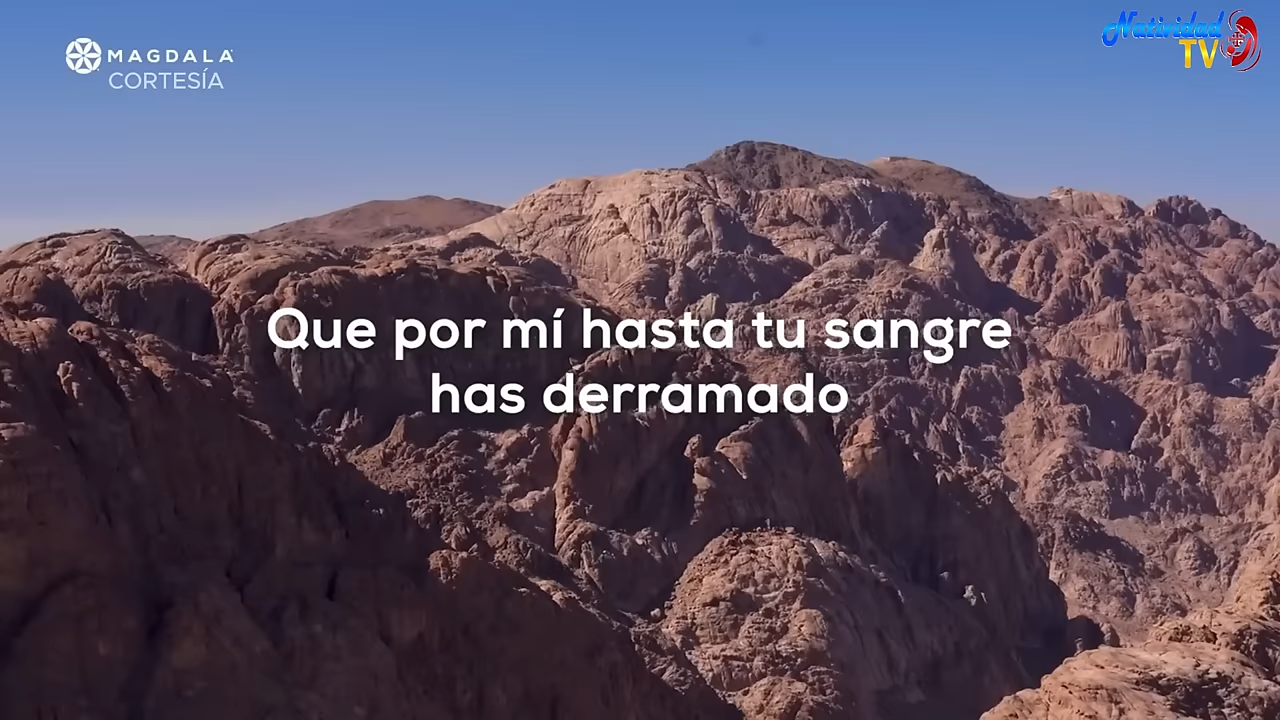 MAGDALA
CORTESÍA
Natividad
TV
Que por mí hasta tu sangre
has derramado